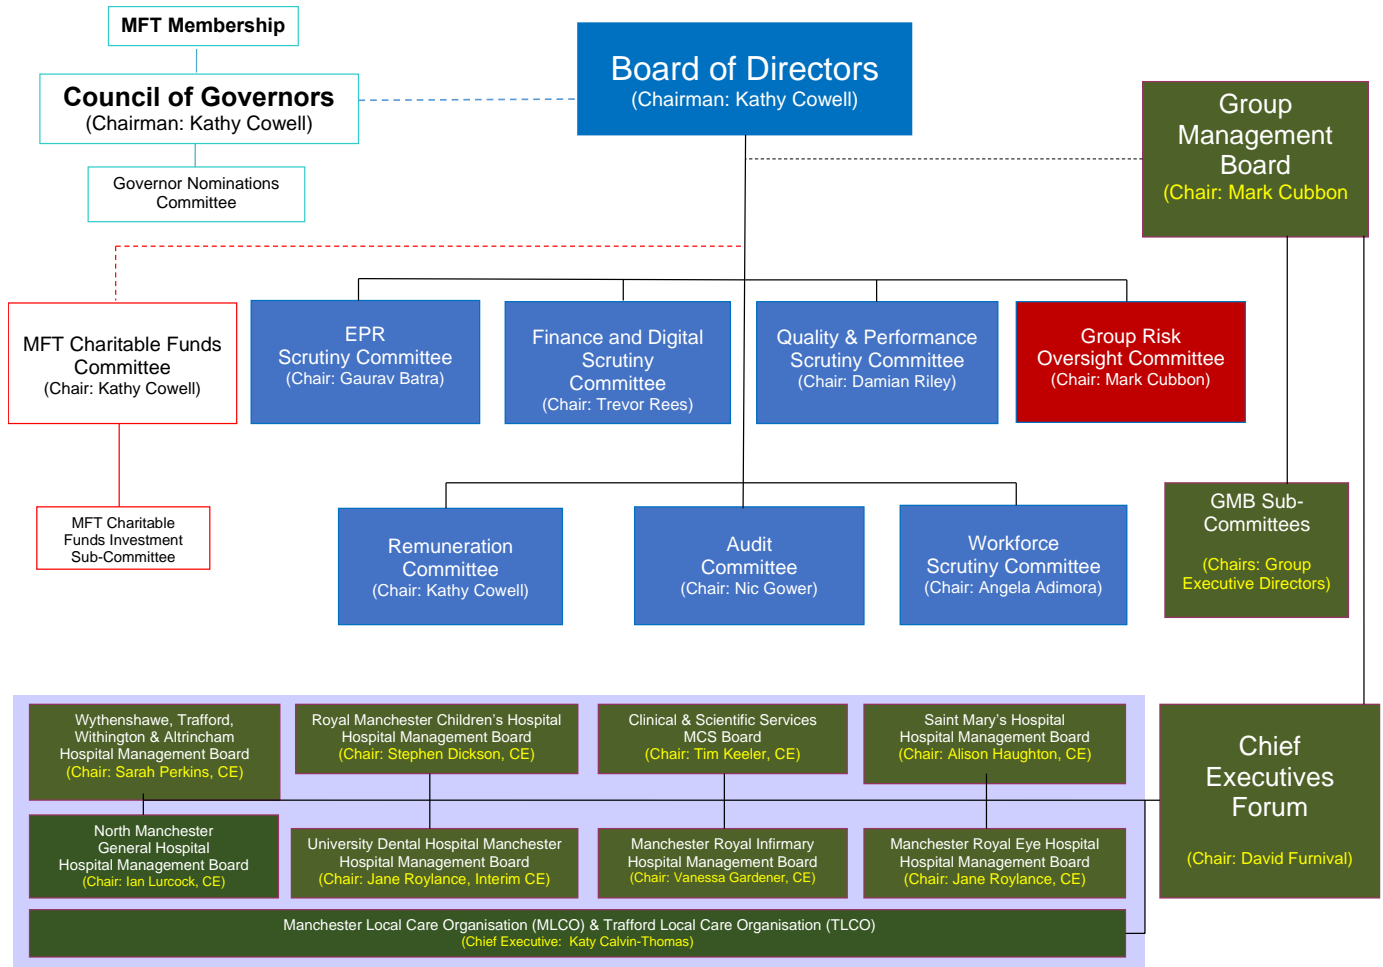 MFT Membership
Council of Governors
(Chairman: Kathy Cowell)
Governor Nominations
Committee
Board of Directors
(Chairman: Kathy Cowell)
Group
Management
Board
(Chair: Mark Cubbon
MFT Charitable Funds
Committee
(Chair: Kathy Cowell)
EPR
Scrutiny Committee
(Chair: Gaurav Batra)
Finance and Digital
Scrutiny
Committee
(Chair: Trevor Rees)
Quality & Performance
Scrutiny Committee
(Chair: Damian Riley)
Group Risk
Oversight Committee
(Chair: Mark Cubbon)
MFT Charitable
Funds Investment
Sub-Committee
Remuneration
Committee
(Chair: Kathy Cowell)
Audit
Committee
(Chair: Nic Gower)
Workforce
Scrutiny Committee
(Chair: Angela Adimora)
GMB Sub-
Committees
(Chairs: Group
Executive Directors)
Wythenshawe, Trafford,
Withington & Altrincham
Hospital Management Board
(Chair: Sarah Perkins, CE)
Royal Manchester Children's Hospital
Hospital Management Board
(Chair: Stephen Dickson, CE)
Clinical & Scientific Services
MCS Board
(Chair: Tim Keeler, CE)
Saint Mary's Hospital
Hospital Management Board
(Chair: Alison Haughton, CE)
Chief
Executives
Forum
(Chair: David Furnival)
North Manchester
General Hospital
Hospital Management Board
(Chair: Ian Lurcock, CE)
University Dental Hospital Manchester
Hospital Management Board
(Chair: Jane Roylance, Interim CE)
Manchester Royal Infirmary
Hospital Management Board
(Chair: Vanessa Gardener, CE)
Manchester Royal Eye Hospital
Hospital Management Board
(Chair: Jane Roylance, CE)
Manchester Local Care Organisation (MLCO) & Trafford Local Care Organisation (TLCO)
(Chief Executive: Katy Calvin-Thomas)